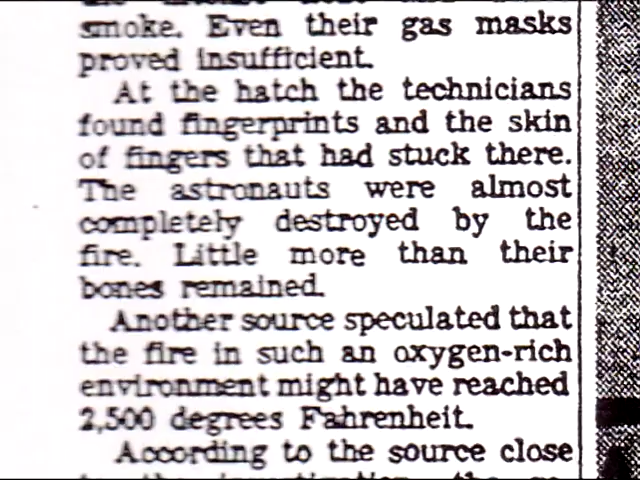 smoke. Even their gas masks
proved insufficient.
At the hatch the technicians
found fingerprints and the skin
of fingers that had stuck there.
The astronauts were almost
completely destroyed by the
fire. Little more than their
bones remained.
Another source speculated that
the fire in such an oxygen-rich
environment might have reached
2,500 degrees Fahrenheit.
According to the source close